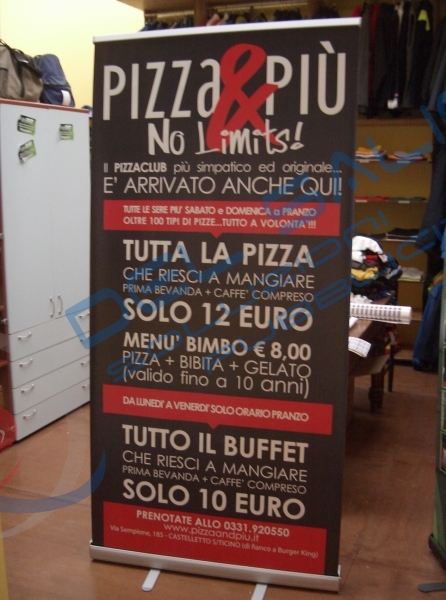 PIZZA & PIÙ
No Limits!
Il PIZZACLUB più simpatico ed originale...
E' ARRIVATO ANCHE QUI!
TUTTE LE SERE PIU' SABATO e DOMENICA a PRANZO
OLTRE 100 TIPI DI PIZZE...TUTTO A VOLONTA'!!!
TUTTA LA PIZZA
CHE RIESCI A MANGIARE
PRIMA BEVANDA + CAFFE' COMPRESO
SOLO 12 EURO
MENU' BIMBO € 8,00
PIZZA + BIBITA + GELATO
(valido fino a 10 anni)
DA LUNEDI' A VENERDI' SOLO ORARIO PRANZO
TUTTO IL BUFFET
CHE RIESCI A MANGIARE
PRIMA BEVANDA + CAFFE' COMPRESO
SOLO 10 EURO
PRENOTATE ALLO 0331.920550
www.pizzaandpiu.it
Via Sempione, 185 - CASTELLETTO S/TICINO (di fianco a Burger King)